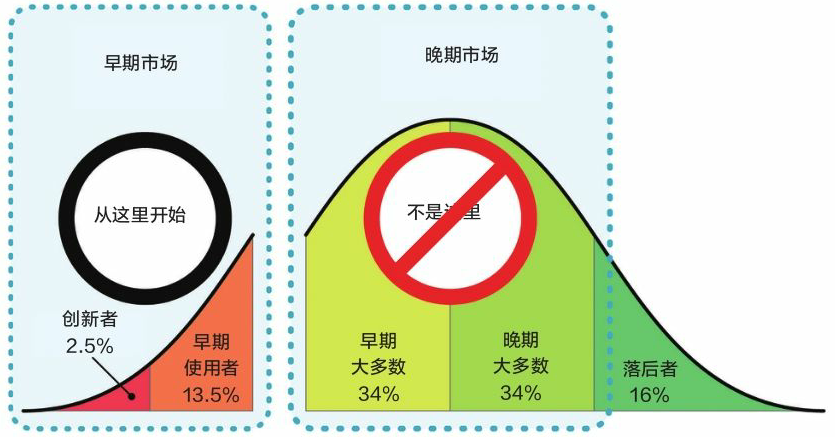 早期市场
晚期市场
从这里开始
不是这里
创新者
2.5%
早期
使用者
13.5%
早期
大多数
34%
晚期
大多数
34%
落后者
16%